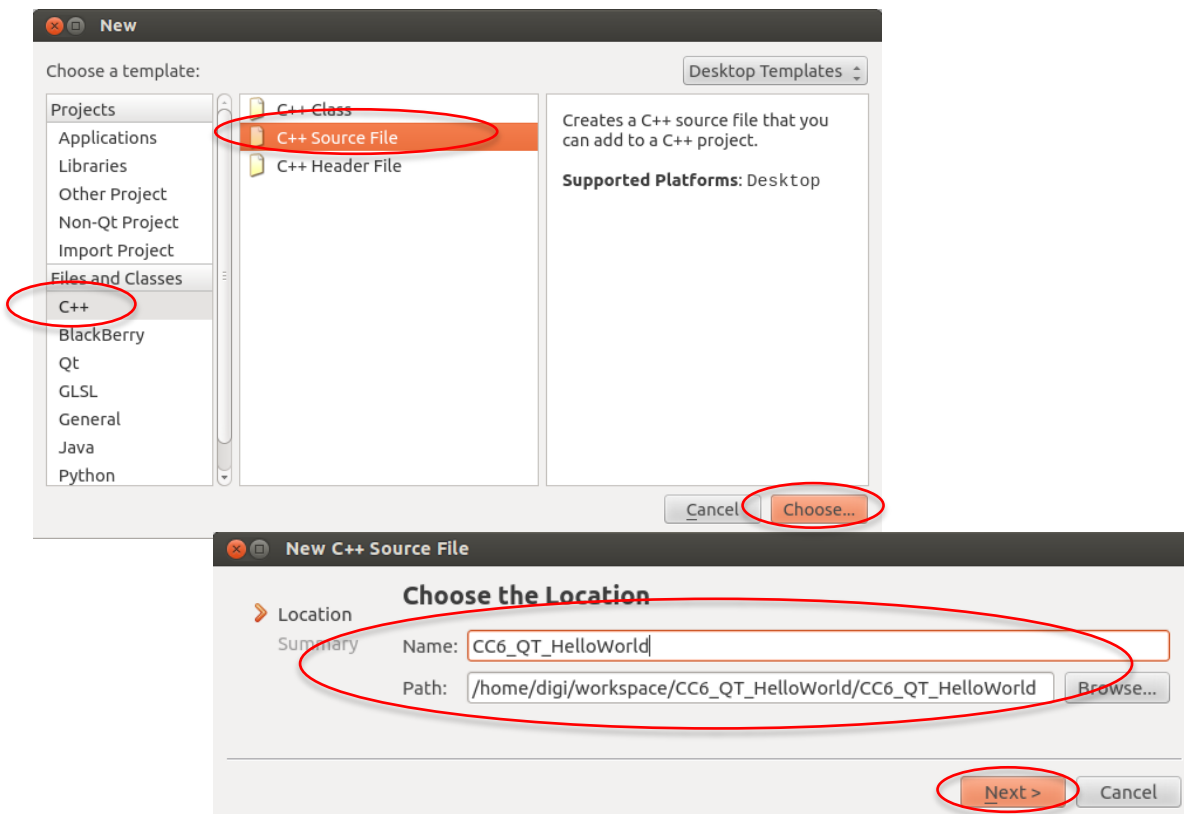 New
Choose a template:
Desktop Templates
Projects
Applications
Libraries
Other Project
Non-Qt Project
Import Project
Files and Classes
C++
BlackBerry
Qt
GLSL
General
Java
Python
C++ Class
C++ Source File
C++ Header File
Creates a C++ source file that you
can add to a C++ project.
Supported Platforms: Desktop
Cancel
Choose...
New C++ Source File
Location
Summary
Choose the Location
Name: CC6_QT_HelloWorld
Path: /home/digi/workspace/CC6_QT_HelloWorld/CC6_QT_HelloWorld
Browse...
Next >
Cancel